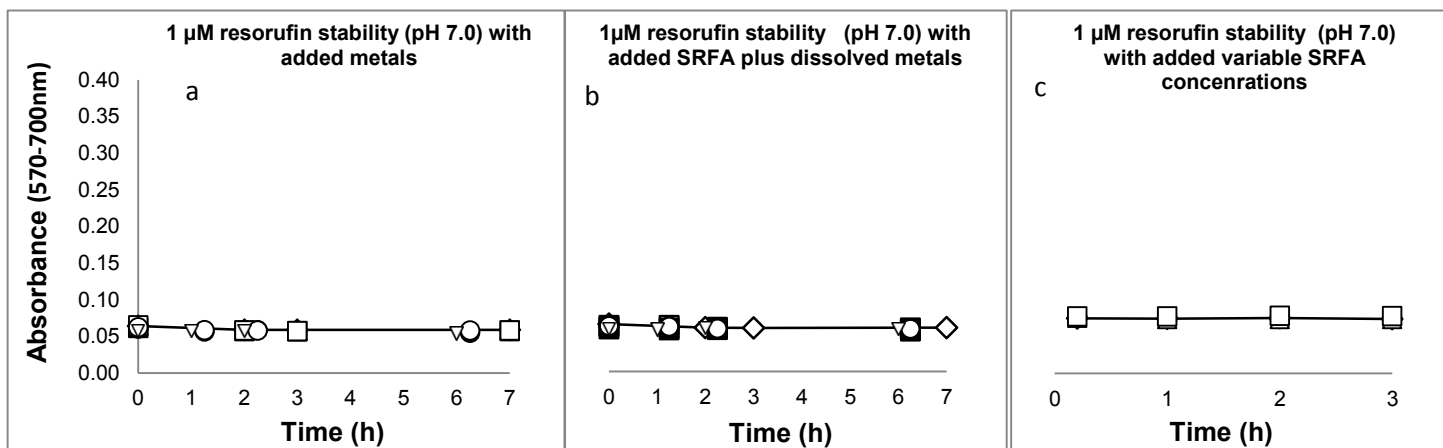 1 µM resorufin stability (pH 7.0) with
added metals
a
Absorbance (570-700nm)
0.40
0.35
0.30
0.25
0.20
0.15
0.10
0.05
0.00
0 1 2 3 4 5 6 7
Time (h)
1µM resorufin stability (pH 7.0) with
added SRFA plus dissolved metals
b
0 1 2 3 4 5 6 7
Time (h)
1 µM resorufin stability (pH 7.0)
with added variable SRFA
concenrations
c
0 1 2 3
Time (h)